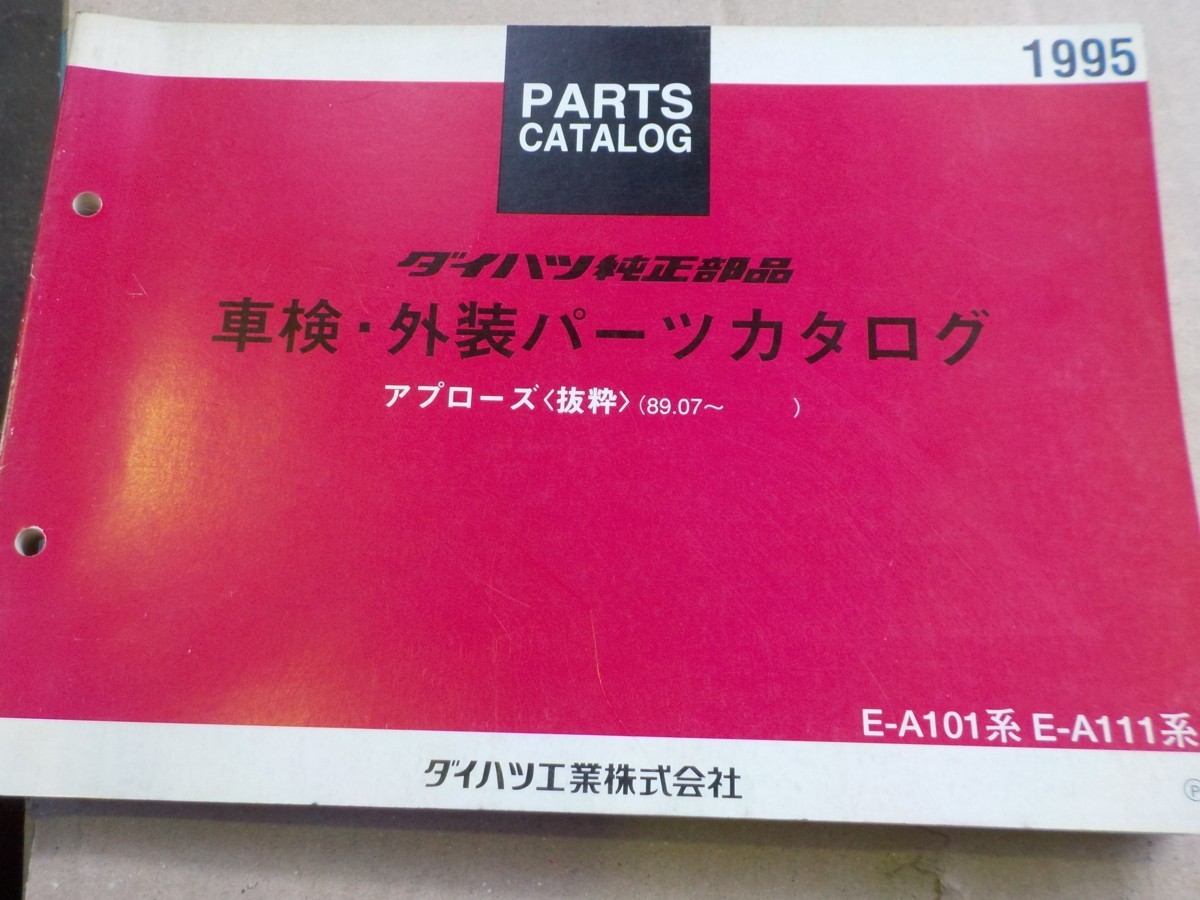 1995
PARTS
CATALOG
ダイハツ純正部品
車検・外装パーツカタログ
アプローズ〈抜粋〉(89.07～　　　)
E-A101系 E-A111系
ダイハツ工業株式会社
Ⓟ